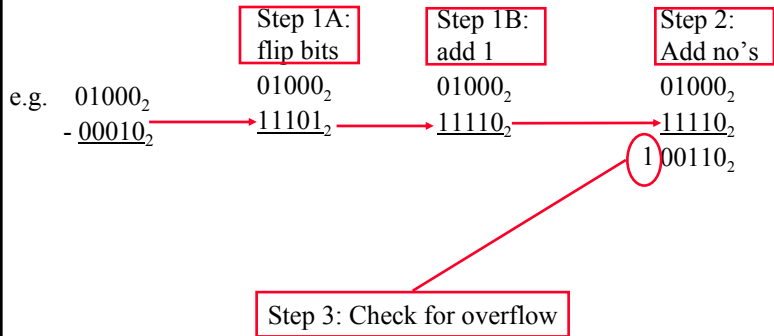 Step 1A:
flip bits
Step 1B:
add 1
Step 2:
Add no's
e.g. 01000₂
- 00010₂
01000₂
11101₂
01000₂
11110₂
01000₂
11110₂
1 00110₂
Step 3: Check for overflow